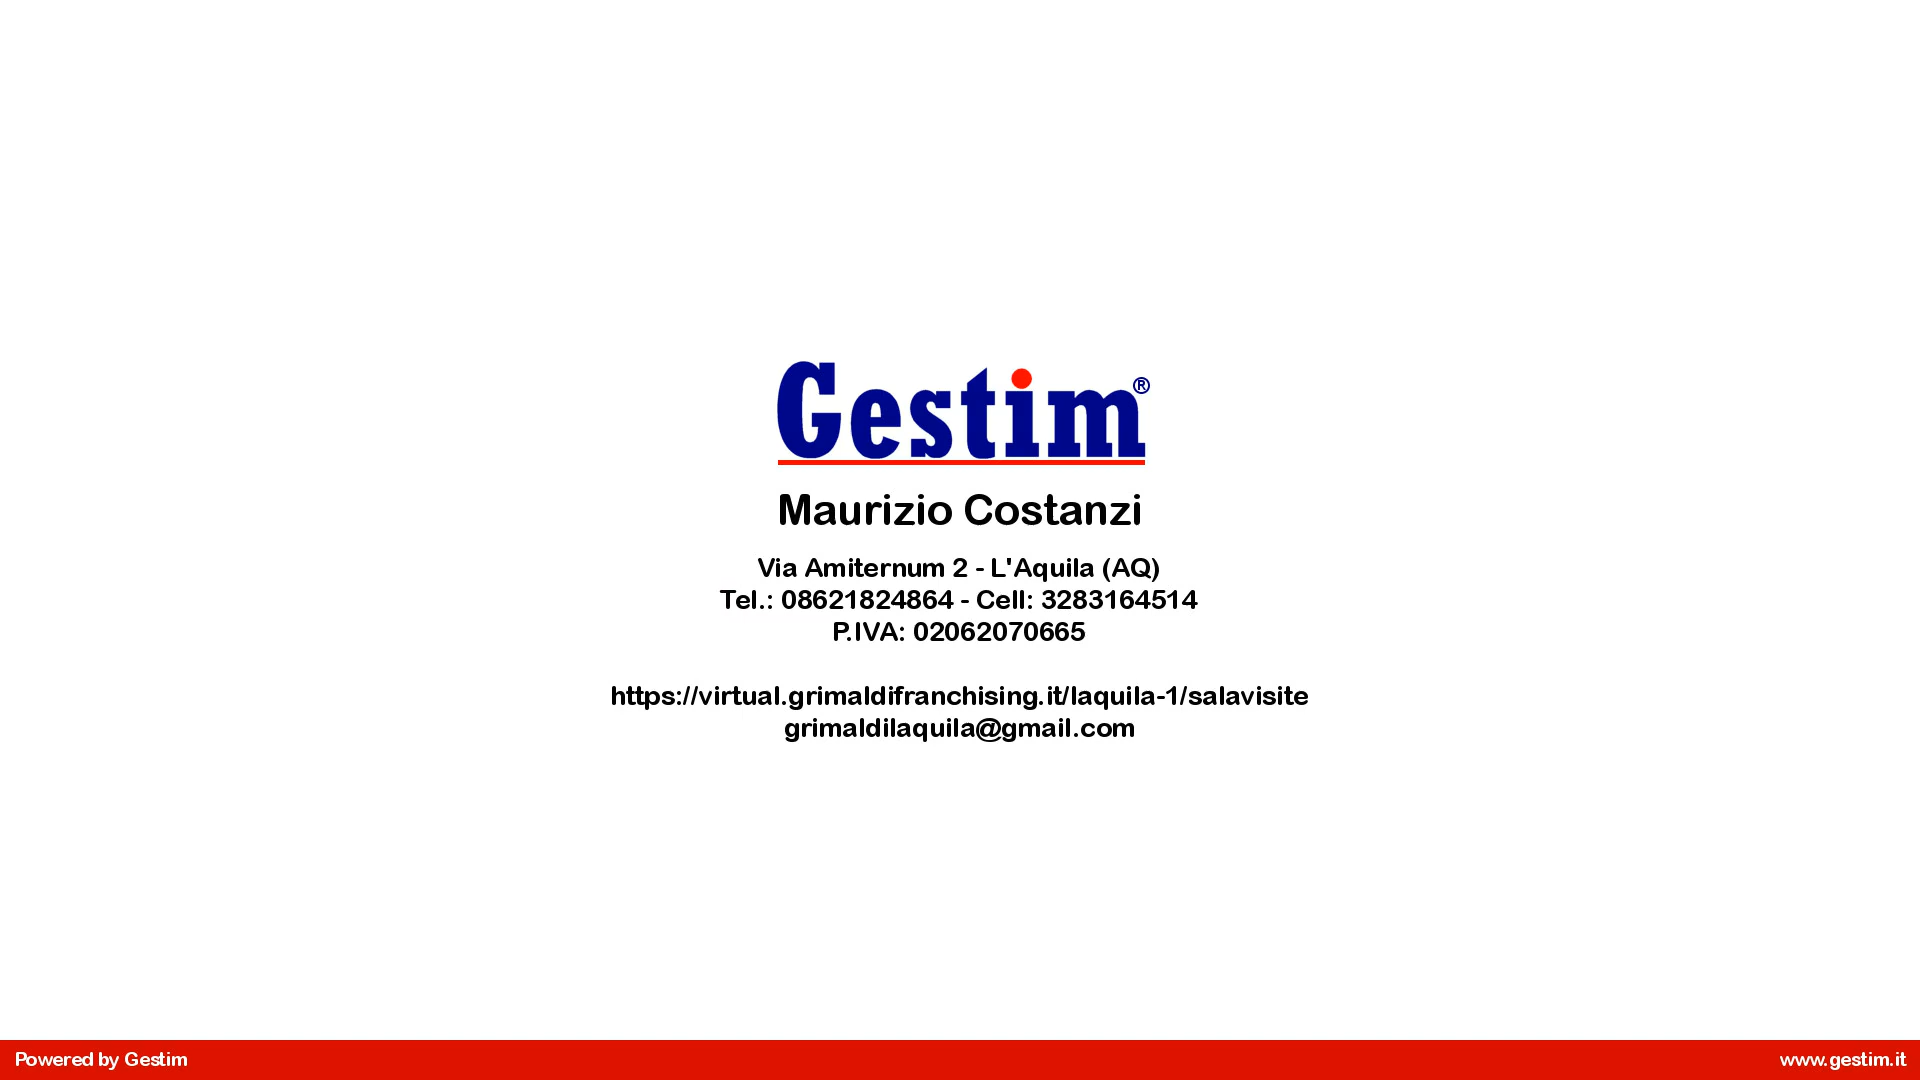 Gestim®
Maurizio Costanzi
Via Amiternum 2 - L'Aquila (AQ)
Tel.: 08621824864 - Cell: 3283164514
P.IVA: 02062070665
https://virtual.grimaldifranchising.it/laquila-1/salavisite
grimaldilaquila@gmail.com
Powered by Gestim
www.gestim.it